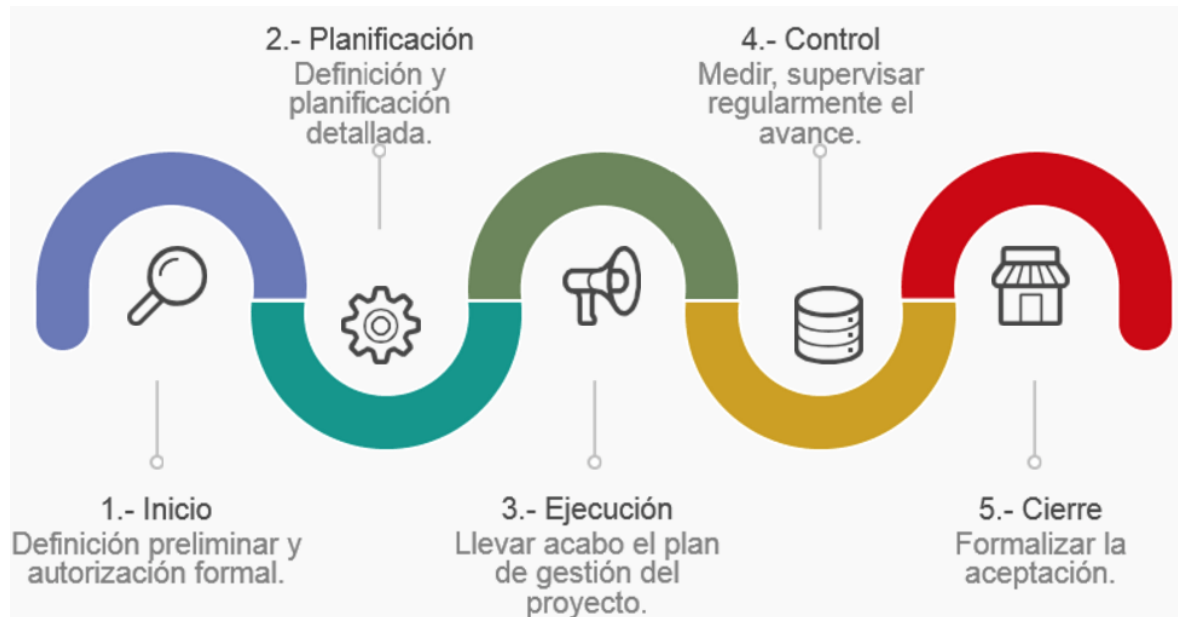 1.- Inicio
Definición preliminar y
autorización formal.
2.- Planificación
Definición y
planificación
detallada.
3.- Ejecución
Llevar acabo el plan
de gestión del
proyecto.
4.- Control
Medir, supervisar
regularmente el
avance.
5.- Cierre
Formalizar la
aceptación.